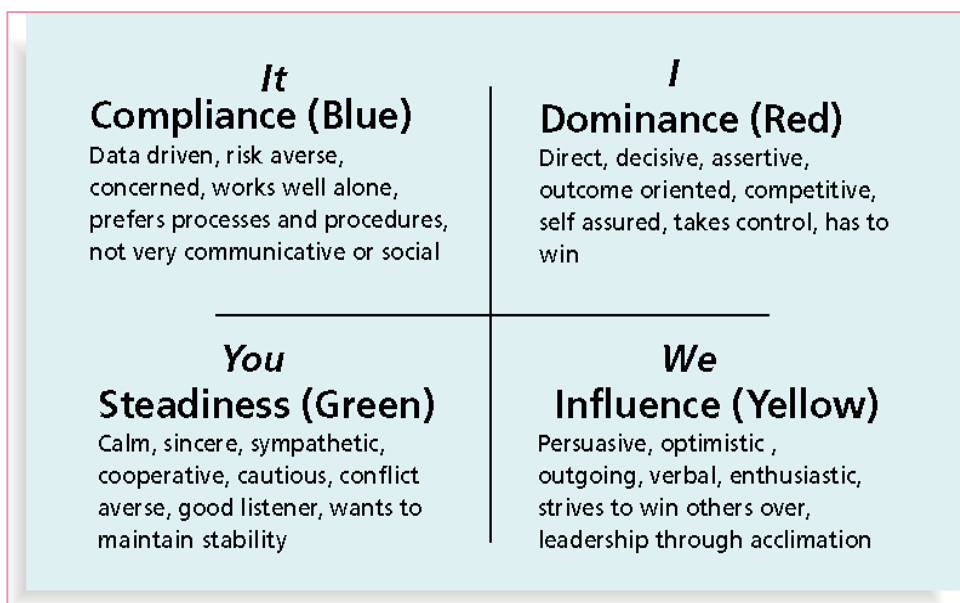 It
Compliance (Blue)
Data driven, risk averse,
concerned, works well alone,
prefers processes and procedures,
not very communicative or social
I
Dominance (Red)
Direct, decisive, assertive,
outcome oriented, competitive,
self assured, takes control, has to
win
You
Steadiness (Green)
Calm, sincere, sympathetic,
cooperative, cautious, conflict
averse, good listener, wants to
maintain stability
We
Influence (Yellow)
Persuasive, optimistic ,
outgoing, verbal, enthusiastic,
strives to win others over,
leadership through acclimation